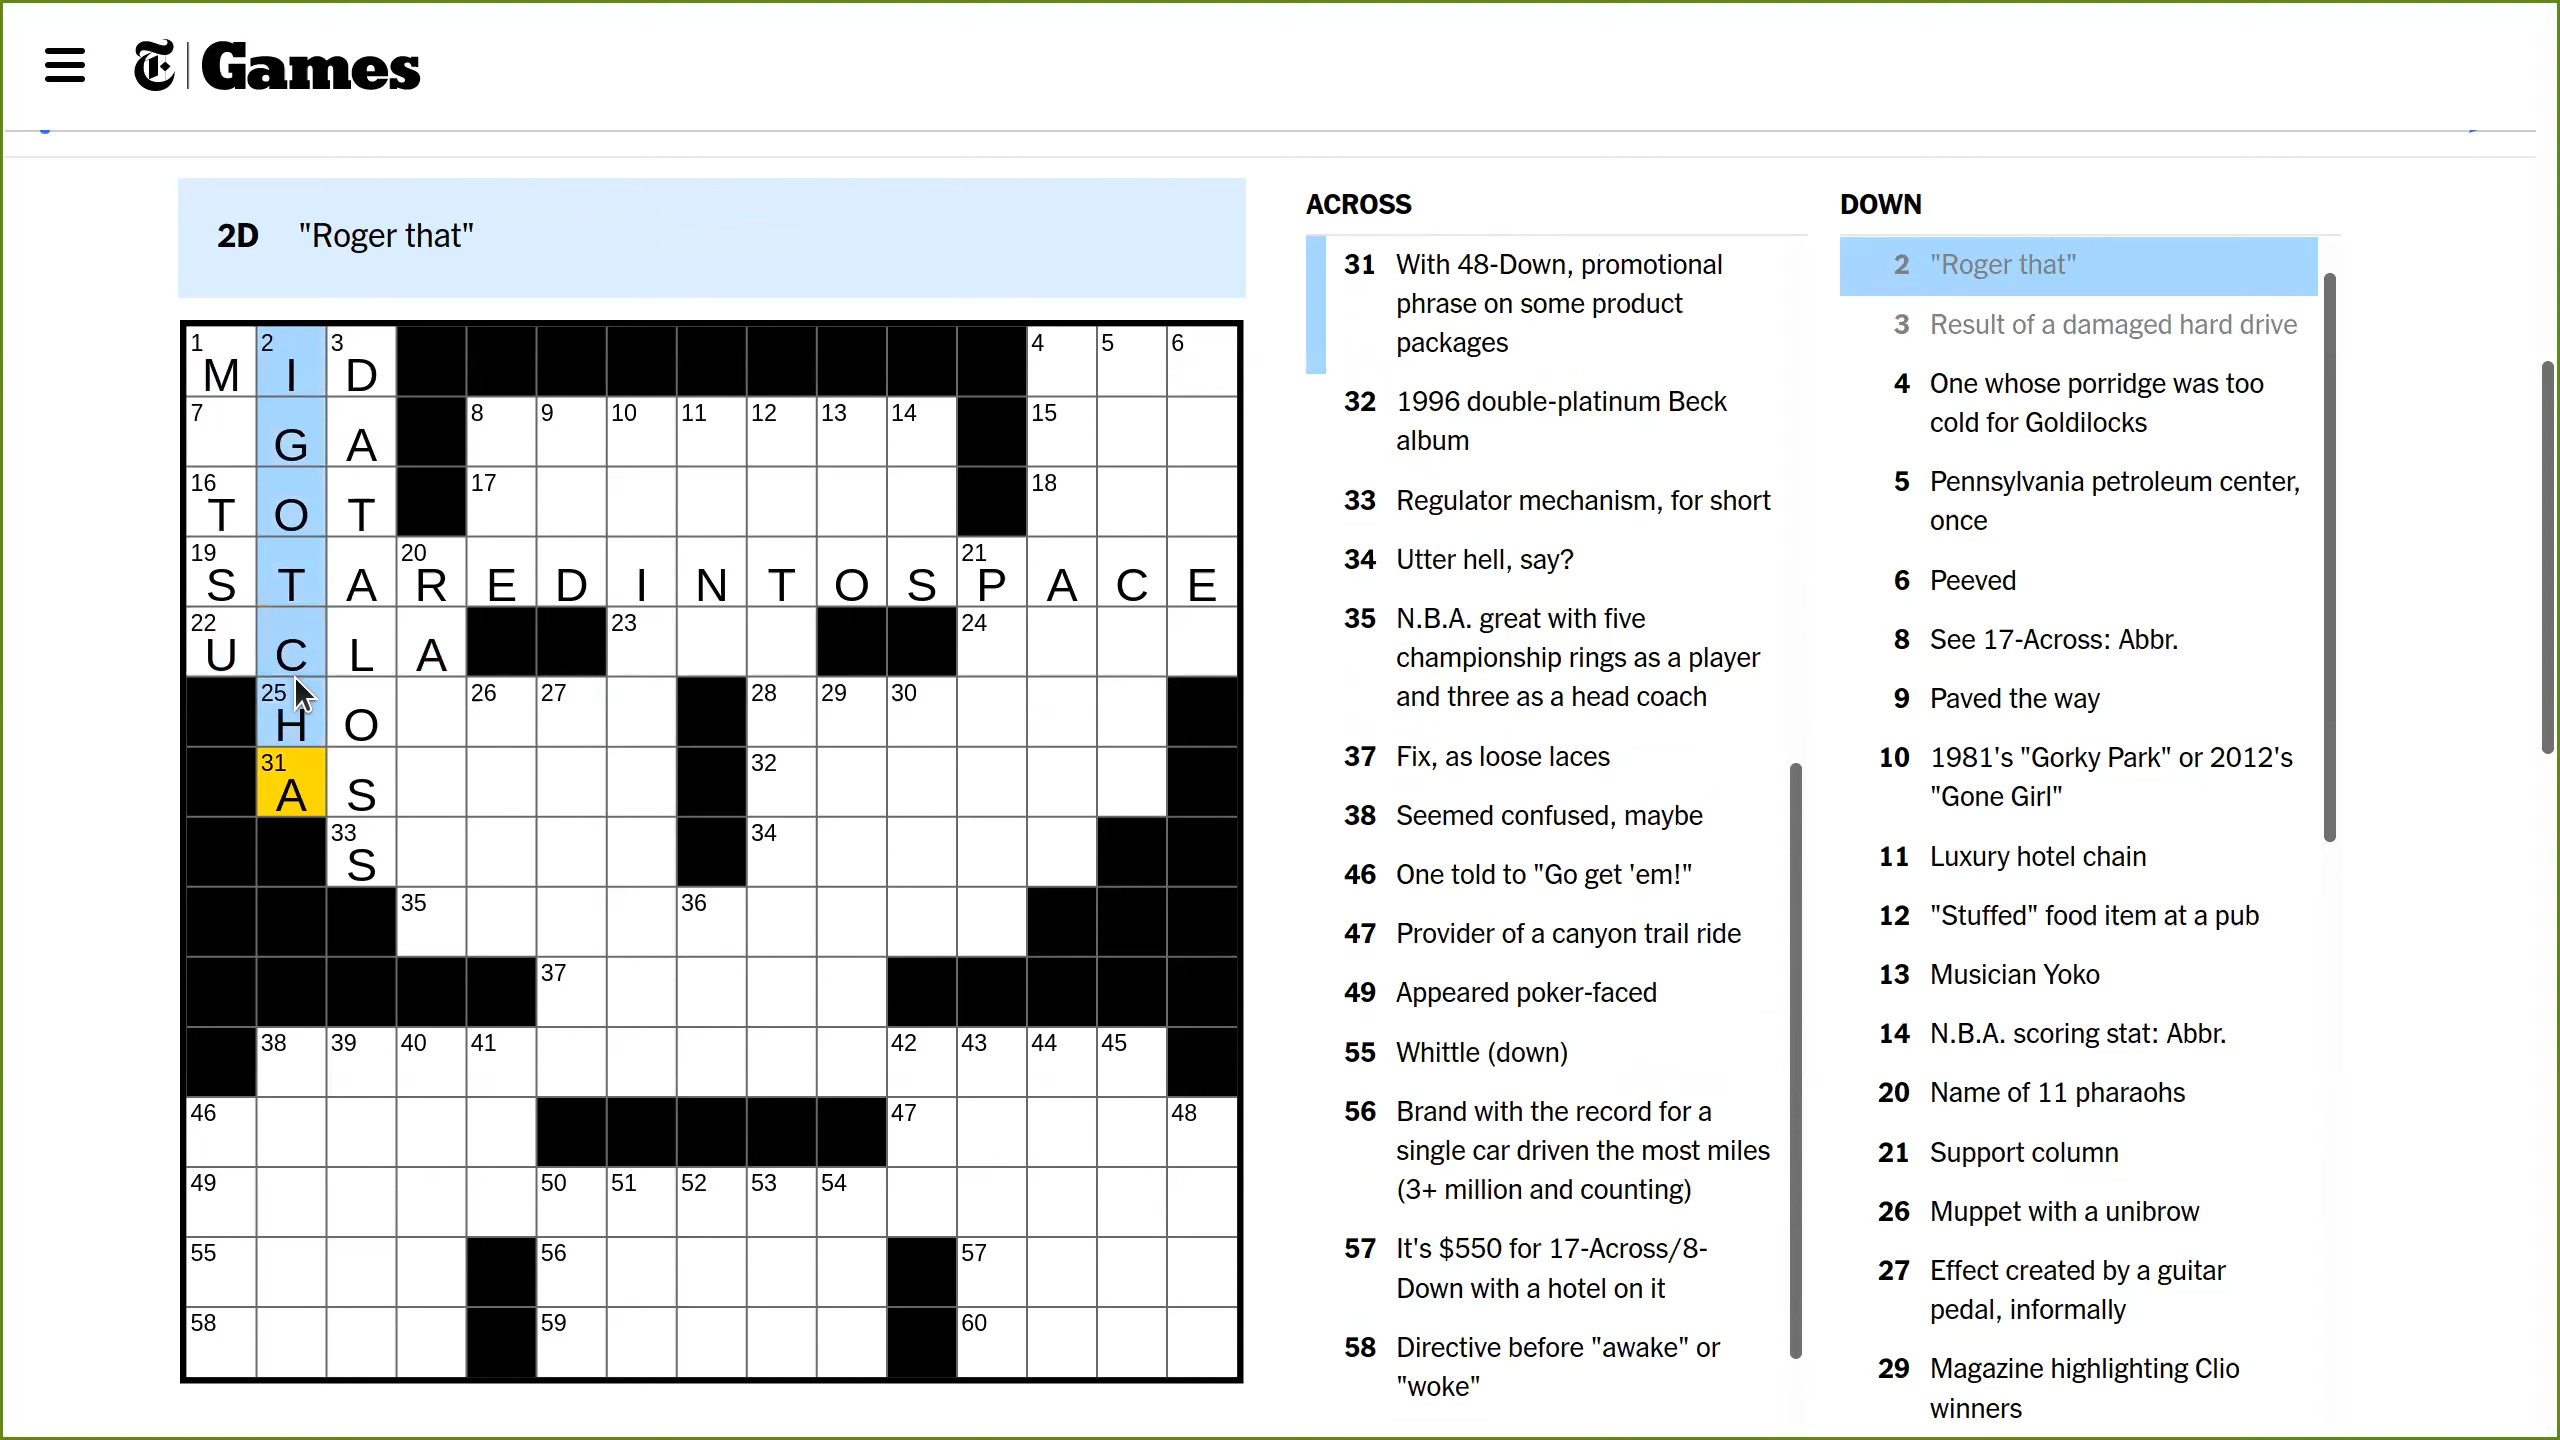 T Games
2D "Roger that"
1 2 3 4 5 6
M I D
7 8 9 10 11 12 13 14 15
G A
16 17 18
T O T
19 20 21
S T A R E D I N T O S P A C E
22 23 24
U C L A
25 26 27 28 29 30
H O
31 32
A S
33 34
S
35 36
37
38 39 40 41 42 43 44 45
46 47 48
49 50 51 52 53 54
55 56 57
58 59 60
ACROSS
31 With 48-Down, promotional
phrase on some product
packages
32 1996 double-platinum Beck
album
33 Regulator mechanism, for short
34 Utter hell, say?
35 N.B.A. great with five
championship rings as a player
and three as a head coach
37 Fix, as loose laces
38 Seemed confused, maybe
46 One told to "Go get 'em!"
47 Provider of a canyon trail ride
49 Appeared poker-faced
55 Whittle (down)
56 Brand with the record for a
single car driven the most miles
(3+ million and counting)
57 It's $550 for 17-Across/8-
Down with a hotel on it
58 Directive before "awake" or
"woke"
DOWN
2 "Roger that"
3 Result of a damaged hard drive
4 One whose porridge was too
cold for Goldilocks
5 Pennsylvania petroleum center,
once
6 Peeved
8 See 17-Across: Abbr.
9 Paved the way
10 1981's "Gorky Park" or 2012's
"Gone Girl"
11 Luxury hotel chain
12 "Stuffed" food item at a pub
13 Musician Yoko
14 N.B.A. scoring stat: Abbr.
20 Name of 11 pharaohs
21 Support column
26 Muppet with a unibrow
27 Effect created by a guitar
pedal, informally
29 Magazine highlighting Clio
winners